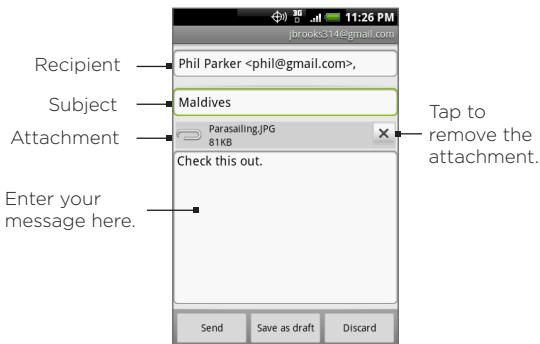 3G
11:26 PM
jbrooks314@gmail.com
Recipient
Phil Parker <phil@gmail.com>,
Subject
Maldives
Attachment
Parasailing.JPG
81KB
Tap to
remove the
attachment.
Check this out.
Enter your
message here.
Send
Save as draft
Discard